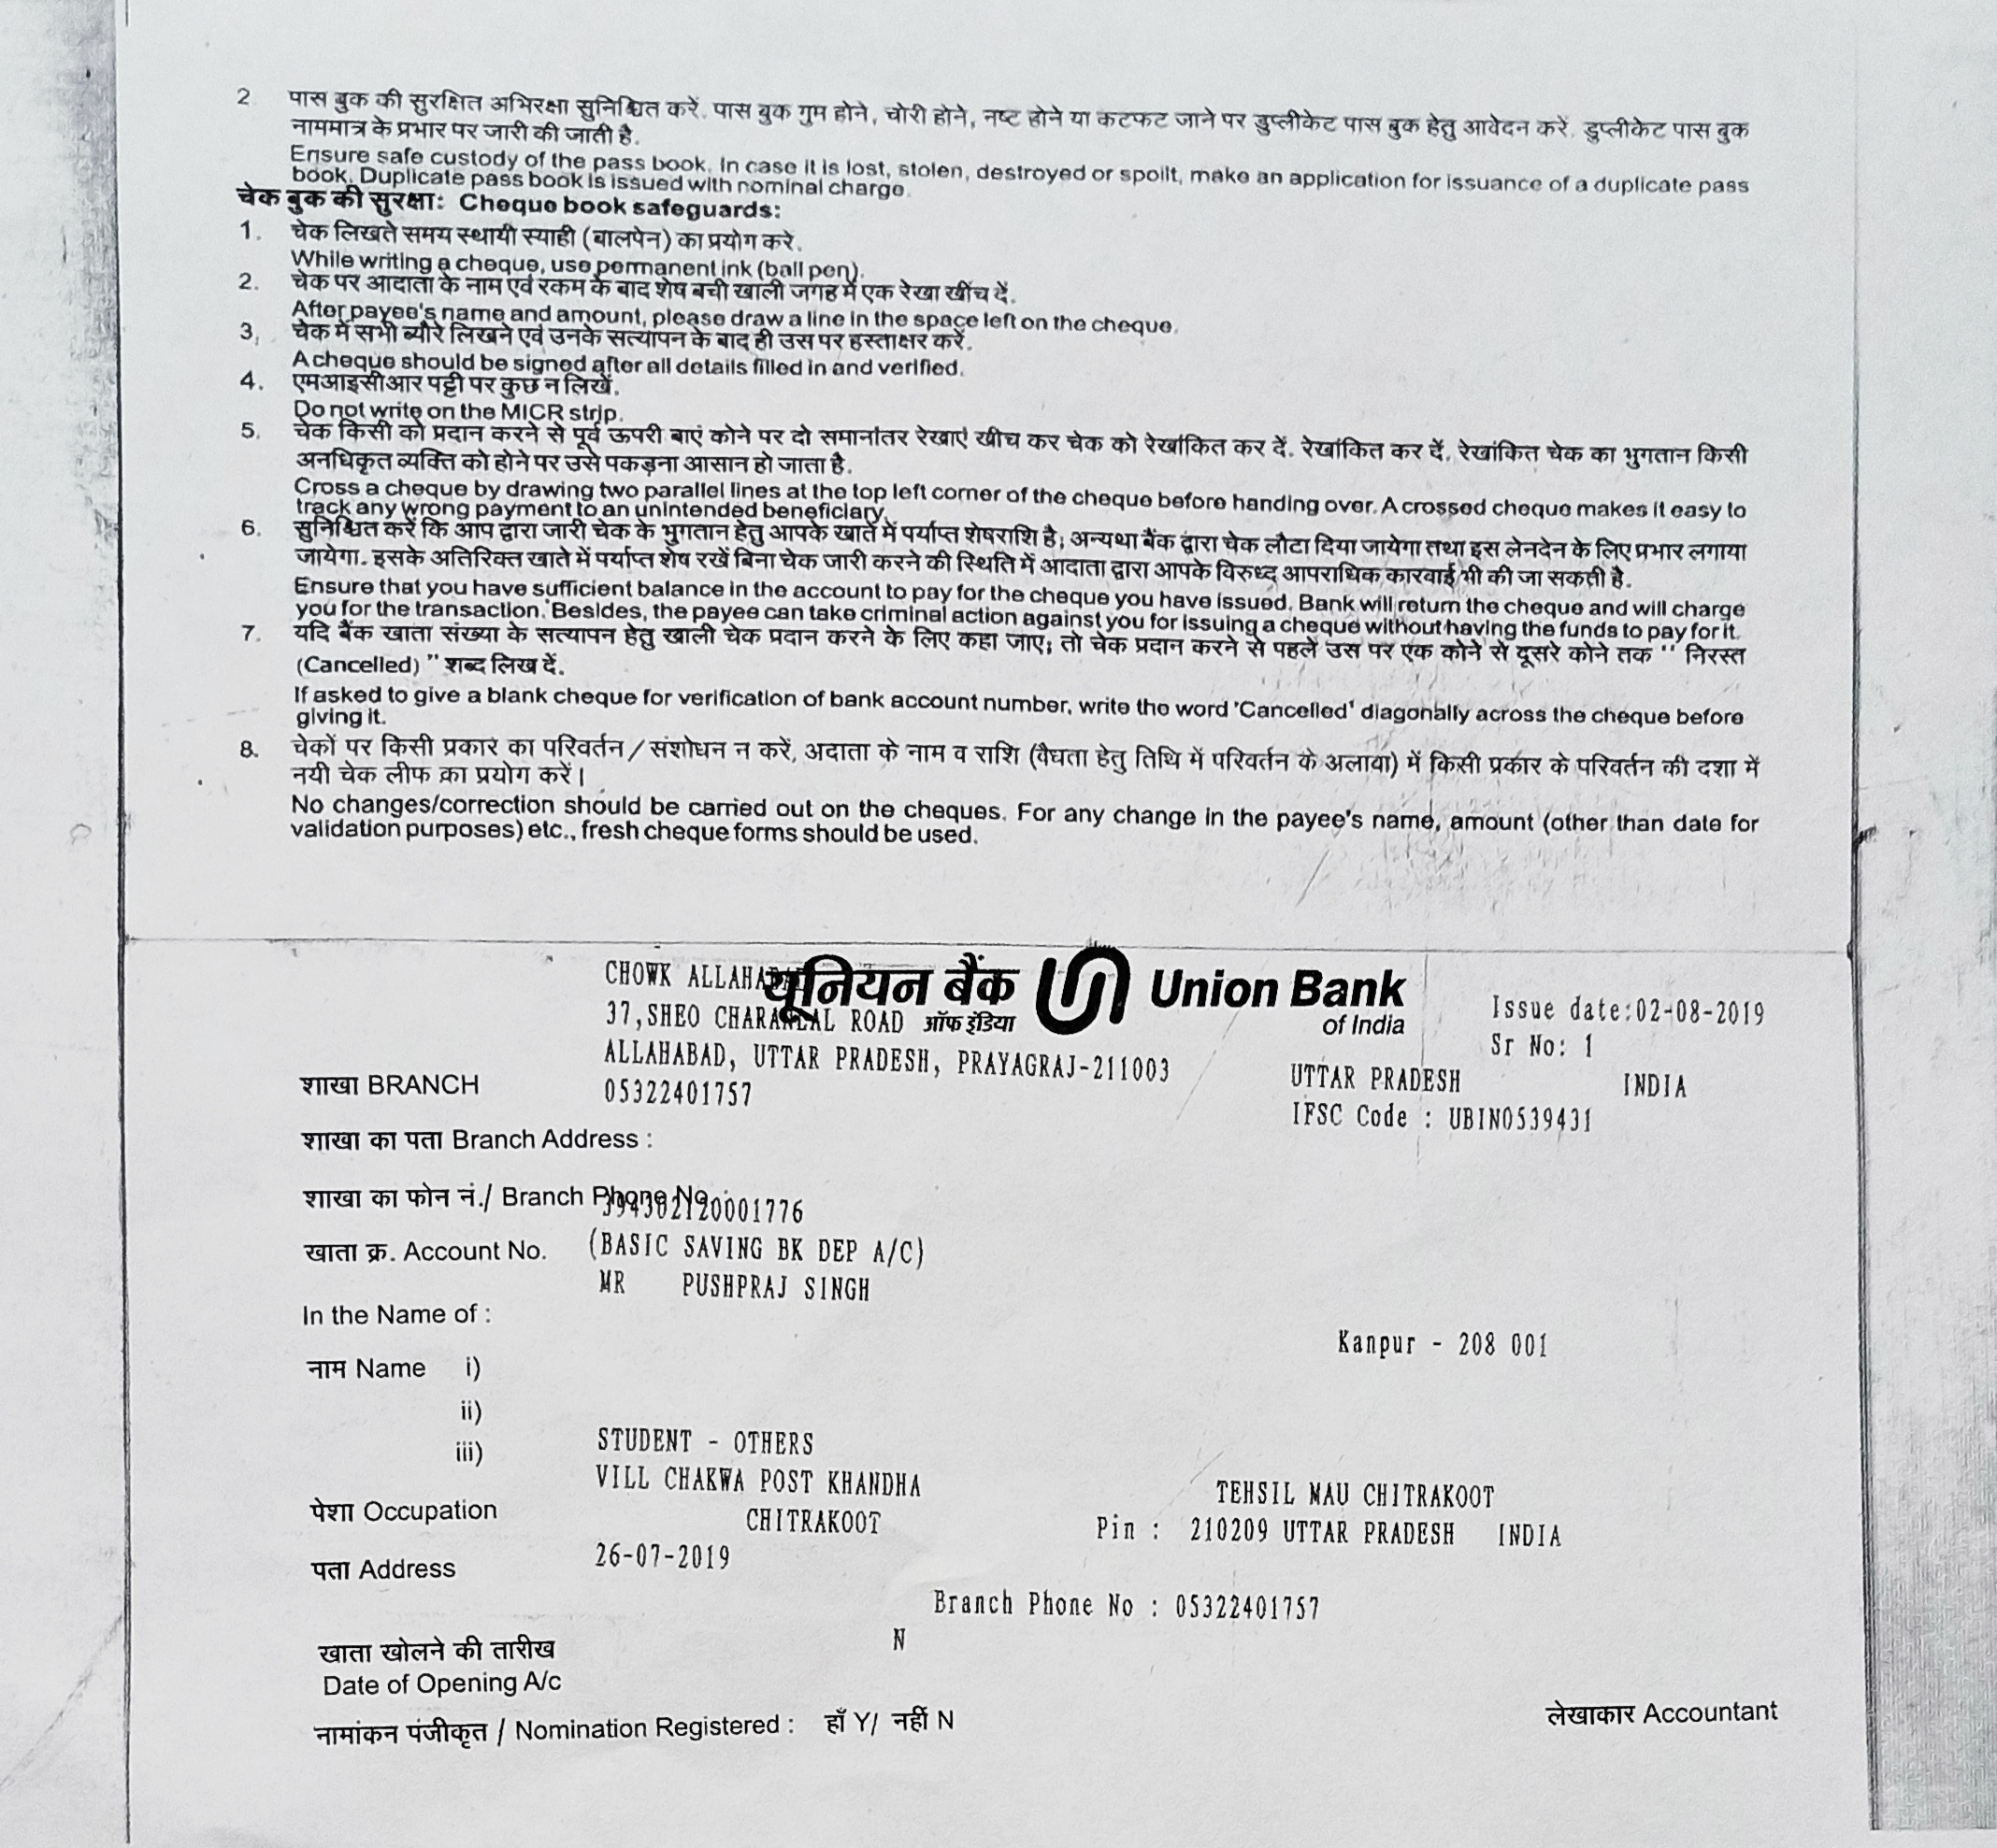 2 पास बुक की सुरक्षित अभिरक्षा सुनिश्चित करें. पास बुक गुम होने, चोरी होने, नष्ट होने या कटफट जाने पर डुप्लीकेट पास बुक हेतु आवेदन करें. डुप्लीकेट पास बुक
नाममात्र के प्रभार पर जारी की जाती है.
Ensure safe custody of the pass book. In case it is lost, stolen, destroyed or spoilt, make an application for issuance of a duplicate pass
book. Duplicate pass book is issued with nominal charge.
चेक बुक की सुरक्षा: Cheque book safeguards:
1. चेक लिखते समय स्थायी स्याही (बालपेन) का प्रयोग करे.
While writing a cheque, use permanent ink (ball pen).
2. चेक पर आदाता के नाम एवं रकम के बाद शेष बची खाली जगह में एक रेखा खींच दें.
After payee's name and amount, please draw a line in the space left on the cheque.
3. चेक में सभी ब्यौरे लिखने एवं उनके सत्यापन के बाद ही उस पर हस्ताक्षर करें.
A cheque should be signed after all details filled in and verified.
4. एमआइसीआर पट्टी पर कुछ न लिखें.
Do not write on the MICR strip.
5. चेक किसी को प्रदान करने से पूर्व ऊपरी बाएं कोने पर दो समानांतर रेखाएं खींच कर चेक को रेखांकित कर दें. रेखांकित कर दें. रेखांकित चेक का भुगतान किसी
अनधिकृत व्यक्ति को होने पर उसे पकड़ना आसान हो जाता है.
Cross a cheque by drawing two parallel lines at the top left corner of the cheque before handing over. A crossed cheque makes it easy to
track any wrong payment to an unintended beneficiary.
6. सुनिश्चित करें कि आप द्वारा जारी चेक के भुगतान हेतु आपके खाते में पर्याप्त शेषराशि है; अन्यथा बैंक द्वारा चेक लौटा दिया जायेगा तथा इस लेनदेन के लिए प्रभार लगाया
जायेगा. इसके अतिरिक्त खाते में पर्याप्त शेष रखें बिना चेक जारी करने की स्थिति में आदाता द्वारा आपके विरुध्द आपराधिक कारवाई भी की जा सकती है.
Ensure that you have sufficient balance in the account to pay for the cheque you have issued. Bank will return the cheque and will charge
you for the transaction. Besides, the payee can take criminal action against you for issuing a cheque without having the funds to pay for it.
7. यदि बैंक खाता संख्या के सत्यापन हेतु खाली चेक प्रदान करने के लिए कहा जाए; तो चेक प्रदान करने से पहले उस पर एक कोने से दूसरे कोने तक " निरस्त
(Cancelled) " शब्द लिख दें.
If asked to give a blank cheque for verification of bank account number, write the word 'Cancelled' diagonally across the cheque before
giving it.
8. चेकों पर किसी प्रकार का परिवर्तन / संशोधन न करें, अदाता के नाम व राशि (वैघता हेतु तिथि में परिवर्तन के अलावा) में किसी प्रकार के परिवर्तन की दशा में
नयी चेक लीफ का प्रयोग करें।
No changes/correction should be carried out on the cheques. For any change in the payee's name, amount (other than date for
validation purposes) etc., fresh cheque forms should be used.
CHOWK ALLAHABAD यूनियन बैंक Union Bank
37,SHEO CHARANLAL ROAD ऑफ इंडिया of India Issue date:02-08-2019
Sr No: 1
ALLAHABAD, UTTAR PRADESH, PRAYAGRAJ-211003
शाखा BRANCH 05322401757 UTTAR PRADESH INDIA
IFSC Code : UBIN0539431
शाखा का पता Branch Address :
शाखा का फोन नं./ Branch Phone No.:
394302120001776
खाता क्र. Account No. (BASIC SAVING BK DEP A/C)
MR PUSHPRAJ SINGH
In the Name of :
Kanpur - 208 001
नाम Name i)
ii)
iii)
STUDENT - OTHERS
VILL CHAKWA POST KHANDHA TEHSIL MAU CHITRAKOOT
पेशा Occupation CHITRAKOOT Pin : 210209 UTTAR PRADESH INDIA
पता Address 26-07-2019
Branch Phone No : 05322401757
N
खाता खोलने की तारीख
Date of Opening A/c
नामांकन पंजीकृत / Nomination Registered : हाँ Y/ नहीं N
लेखाकार Accountant